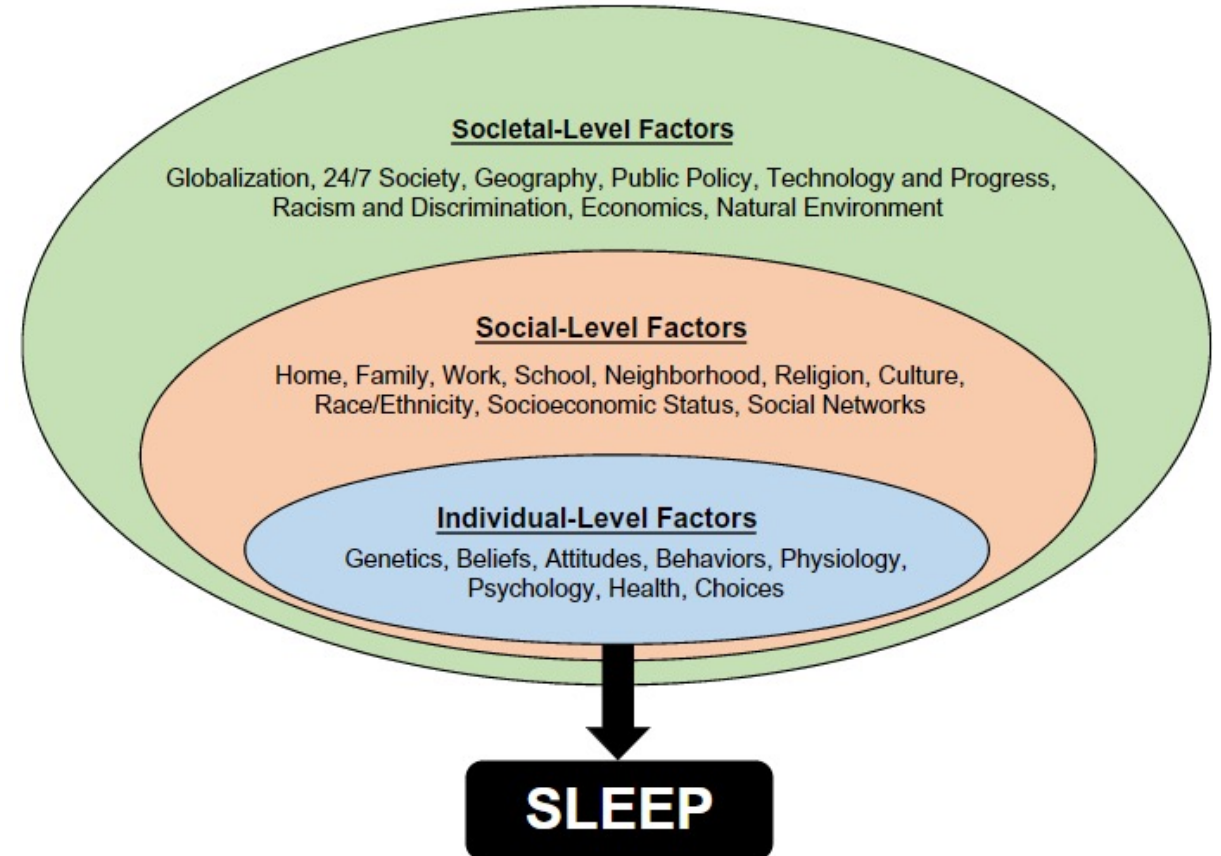 Societal-Level Factors
Globalization, 24/7 Society, Geography, Public Policy, Technology and Progress,
Racism and Discrimination, Economics, Natural Environment
Social-Level Factors
Home, Family, Work, School, Neighborhood, Religion, Culture,
Race/Ethnicity, Socioeconomic Status, Social Networks
Individual-Level Factors
Genetics, Beliefs, Attitudes, Behaviors, Physiology,
Psychology, Health, Choices
SLEEP